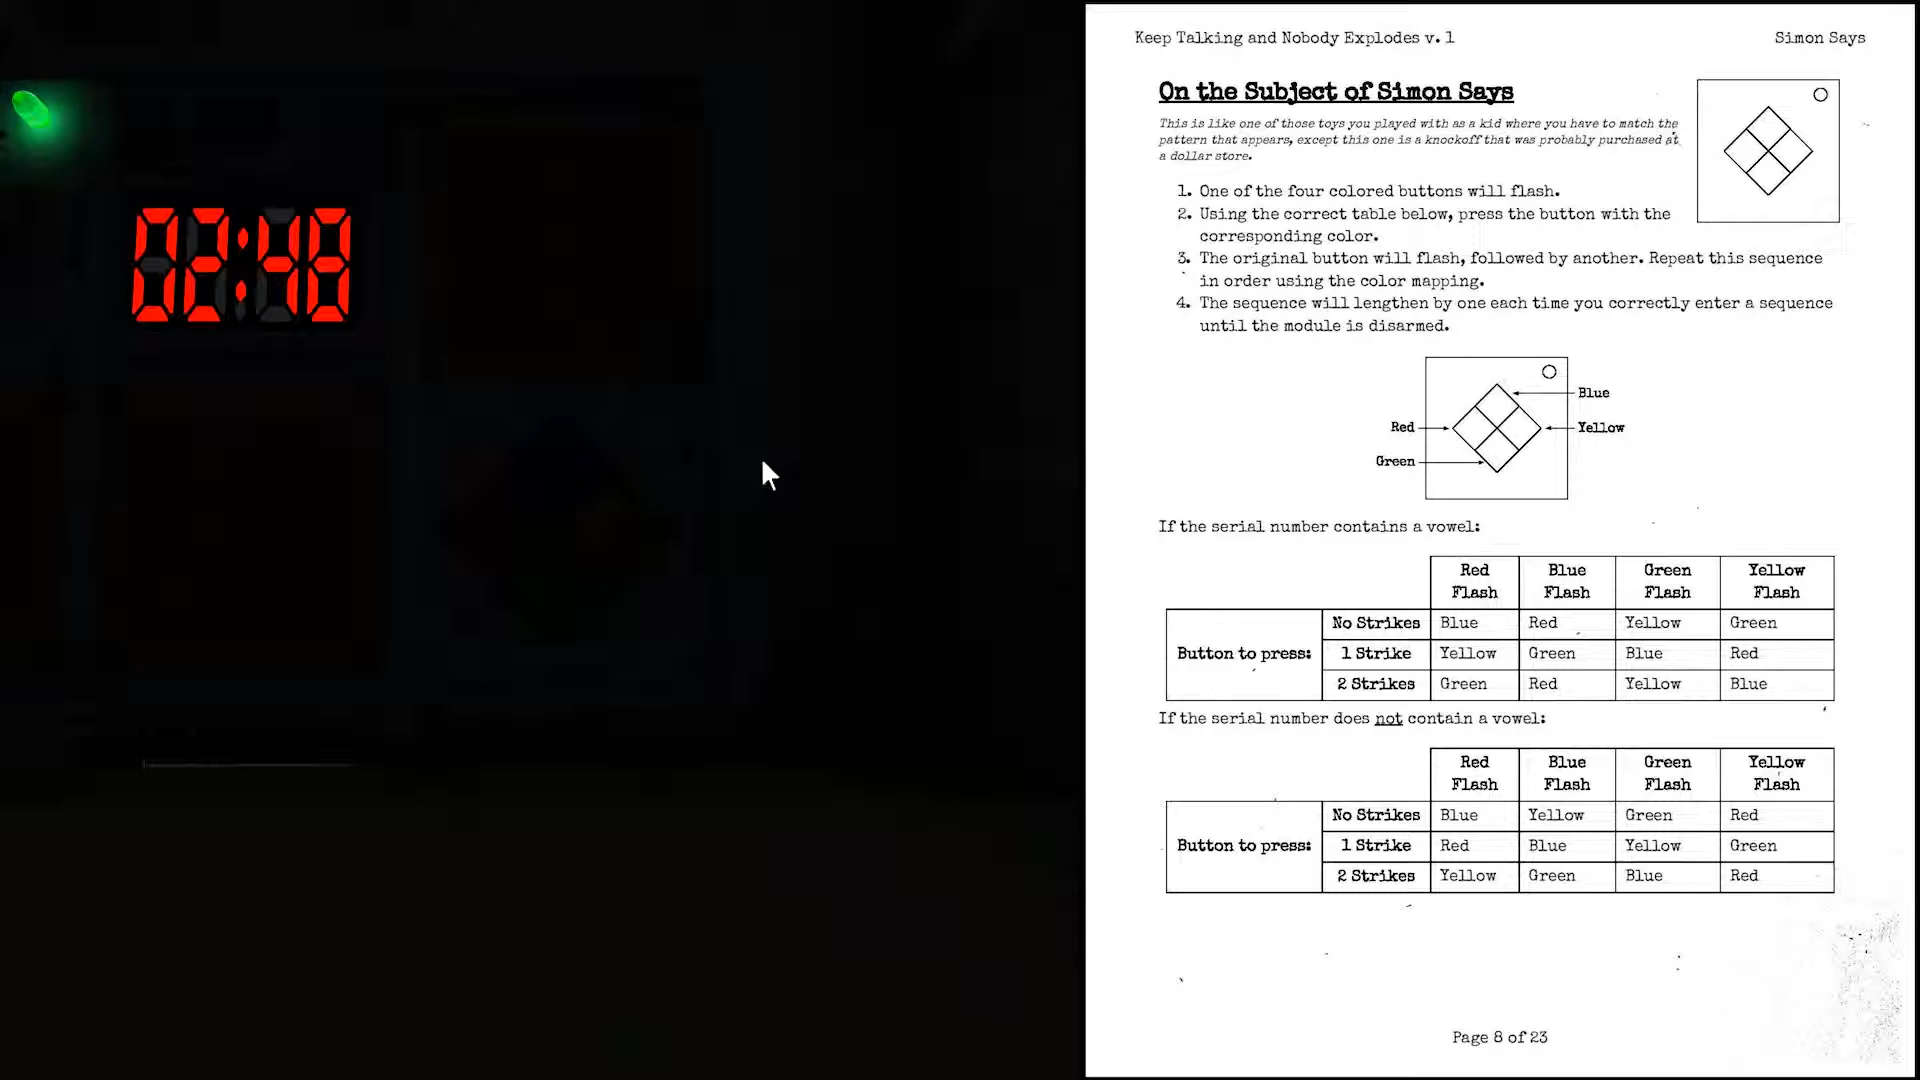 02:48
Keep Talking and Nobody Explodes v. 1 Simon Says
On the Subject of Simon Says
This is like one of those toys you played with as a kid where you have to match the
pattern that appears, except this one is a knockoff that was probably purchased at
a dollar store.
1. One of the four colored buttons will flash.
2. Using the correct table below, press the button with the
corresponding color.
3. The original button will flash, followed by another. Repeat this sequence
in order using the color mapping.
4. The sequence will lengthen by one each time you correctly enter a sequence
until the module is disarmed.
Blue
Red Yellow
Green
If the serial number contains a vowel:
Red Flash Blue Flash Green Flash Yellow Flash
Button to press:
No Strikes Blue Red Yellow Green
1 Strike Yellow Green Blue Red
2 Strikes Green Red Yellow Blue
If the serial number does not contain a vowel:
Red Flash Blue Flash Green Flash Yellow Flash
Button to press:
No Strikes Blue Yellow Green Red
1 Strike Red Blue Yellow Green
2 Strikes Yellow Green Blue Red
Page 8 of 23